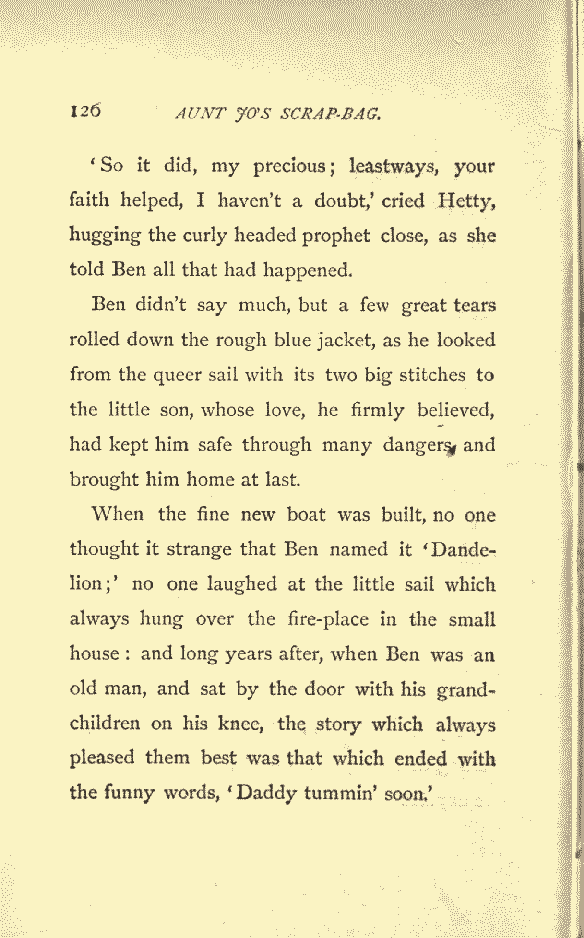 126 AUNT JO'S SCRAP-BAG.
'So it did, my precious; leastways, your
faith helped, I haven't a doubt,' cried Hetty,
hugging the curly headed prophet close, as she
told Ben all that had happened.
Ben didn't say much, but a few great tears
rolled down the rough blue jacket, as he looked
from the queer sail with its two big stitches to
the little son, whose love, he firmly believed,
had kept him safe through many dangers, and
brought him home at last.
When the fine new boat was built, no one
thought it strange that Ben named it 'Dande-
lion;' no one laughed at the little sail which
always hung over the fire-place in the small
house: and long years after, when Ben was an
old man, and sat by the door with his grand-
children on his knee, the story which always
pleased them best was that which ended with
the funny words, 'Daddy tummin' soon.'